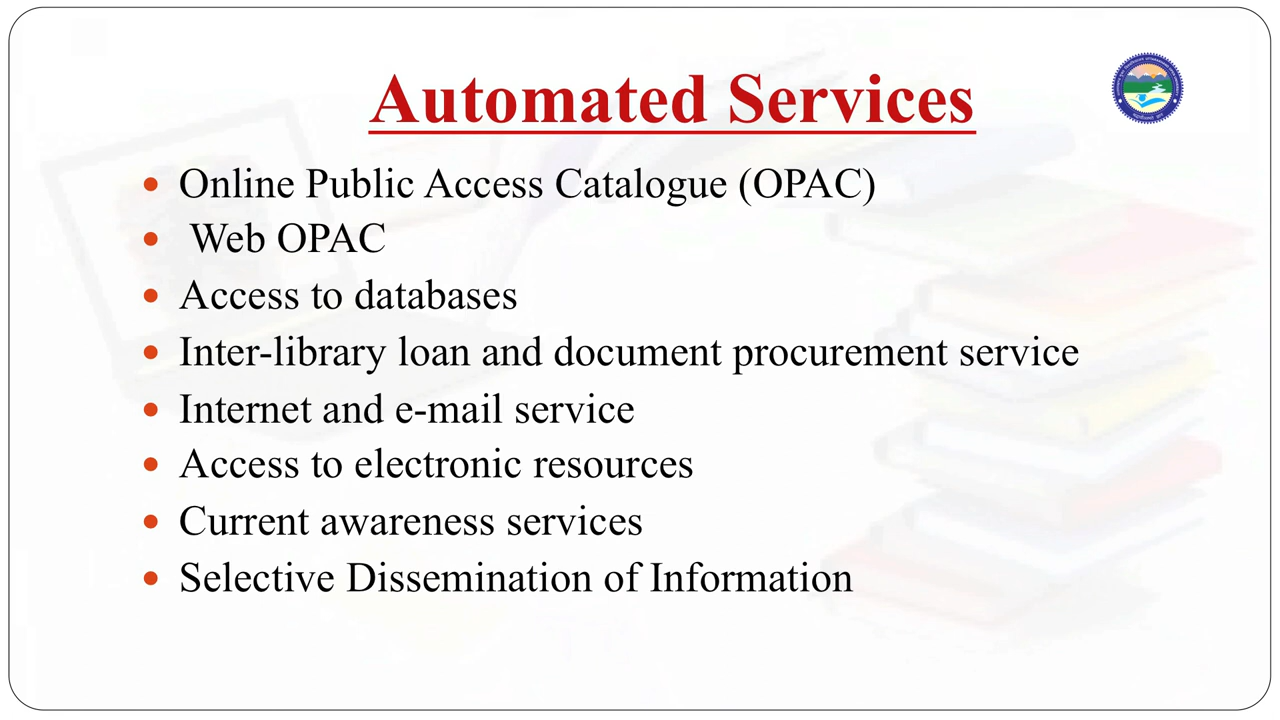 Automated Services
• Online Public Access Catalogue (OPAC)
• Web OPAC
• Access to databases
• Inter-library loan and document procurement service
• Internet and e-mail service
• Access to electronic resources
• Current awareness services
• Selective Dissemination of Information